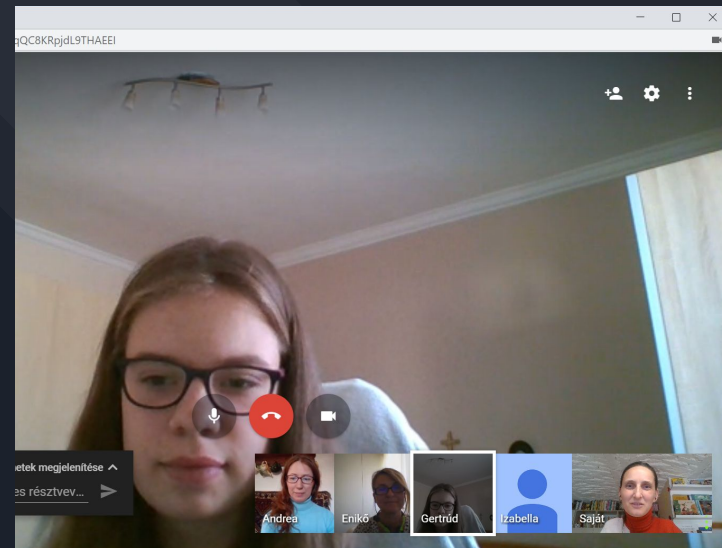 qQC8KRpjdL9THAEEI
etek megjelenítése
es résztvev...
Andrea
Enikő
Gertrúd
Izabella
Saját